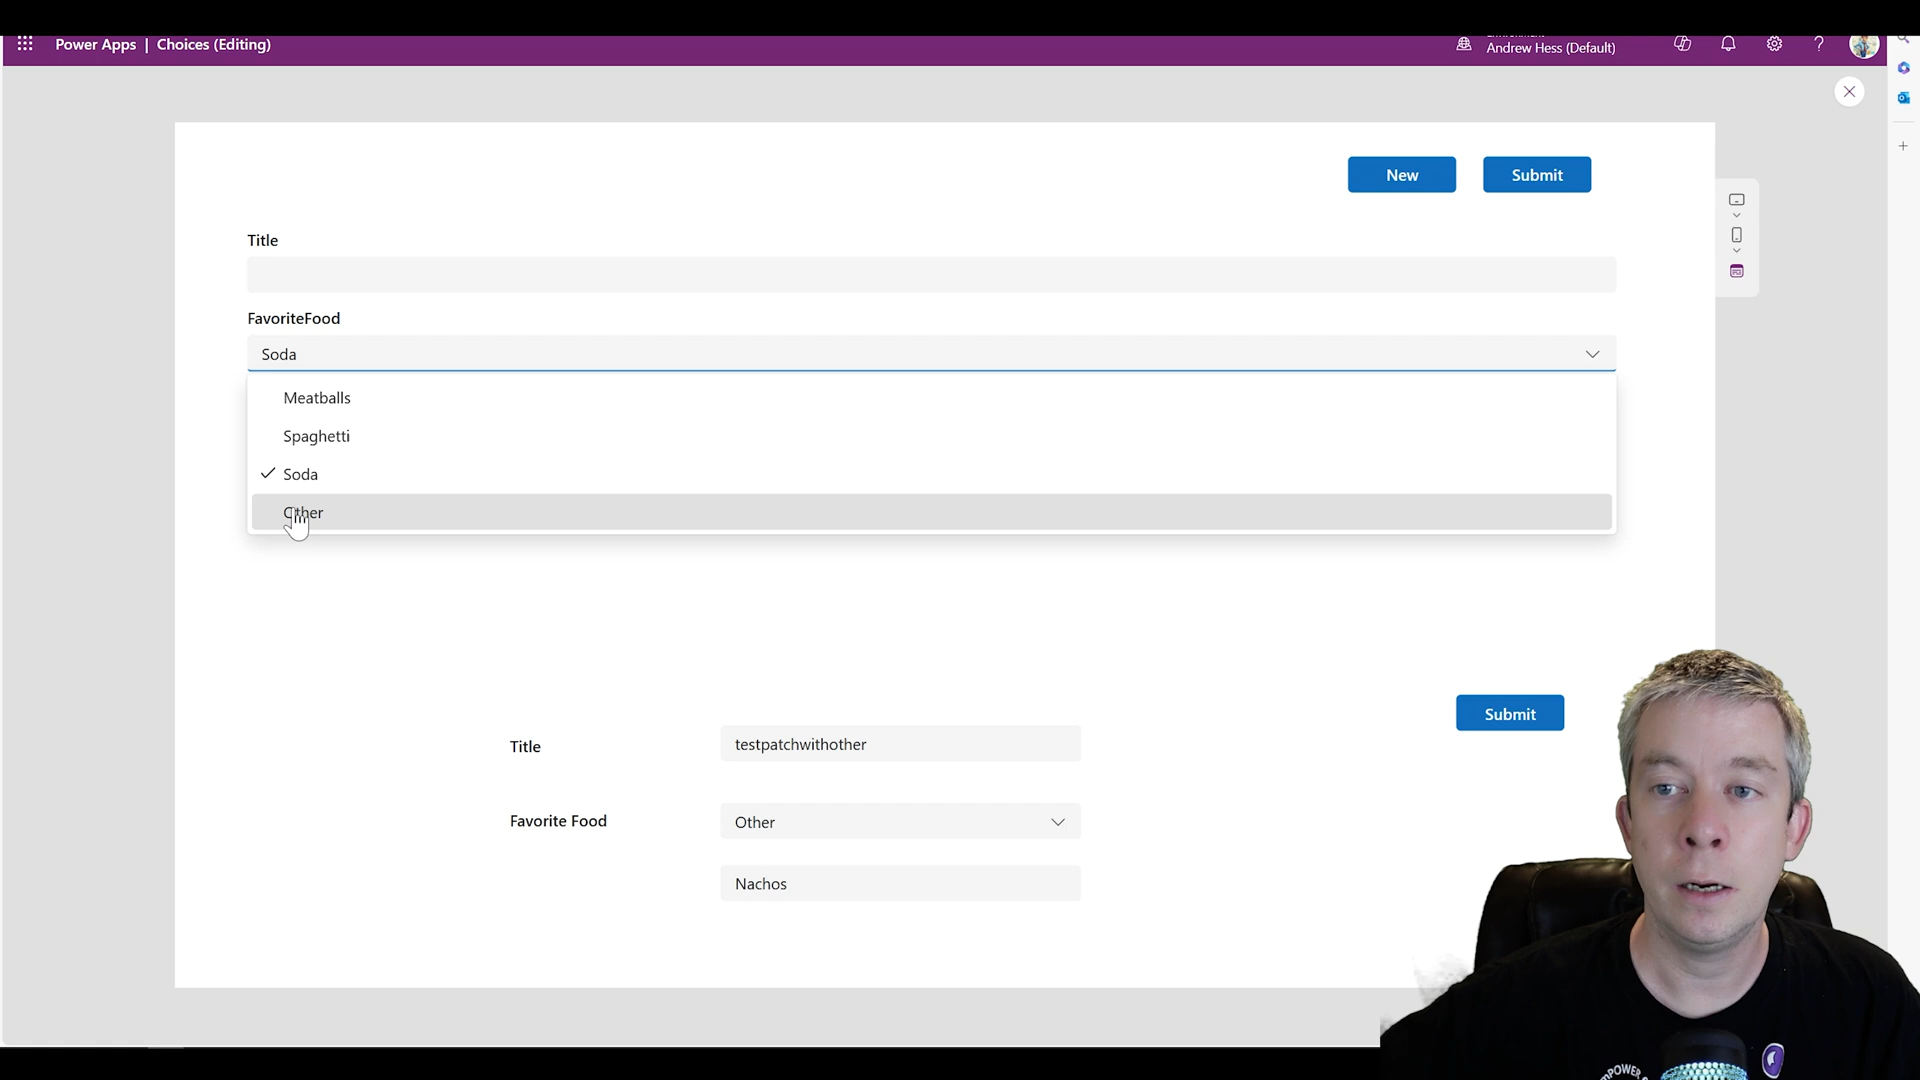 Power Apps | Choices (Editing)
Andrew Hess (Default)
New
Submit
Title
FavoriteFood
Soda
Meatballs
Spaghetti
Soda
Other
Submit
Title
testpatchwithother
Favorite Food
Other
Nachos